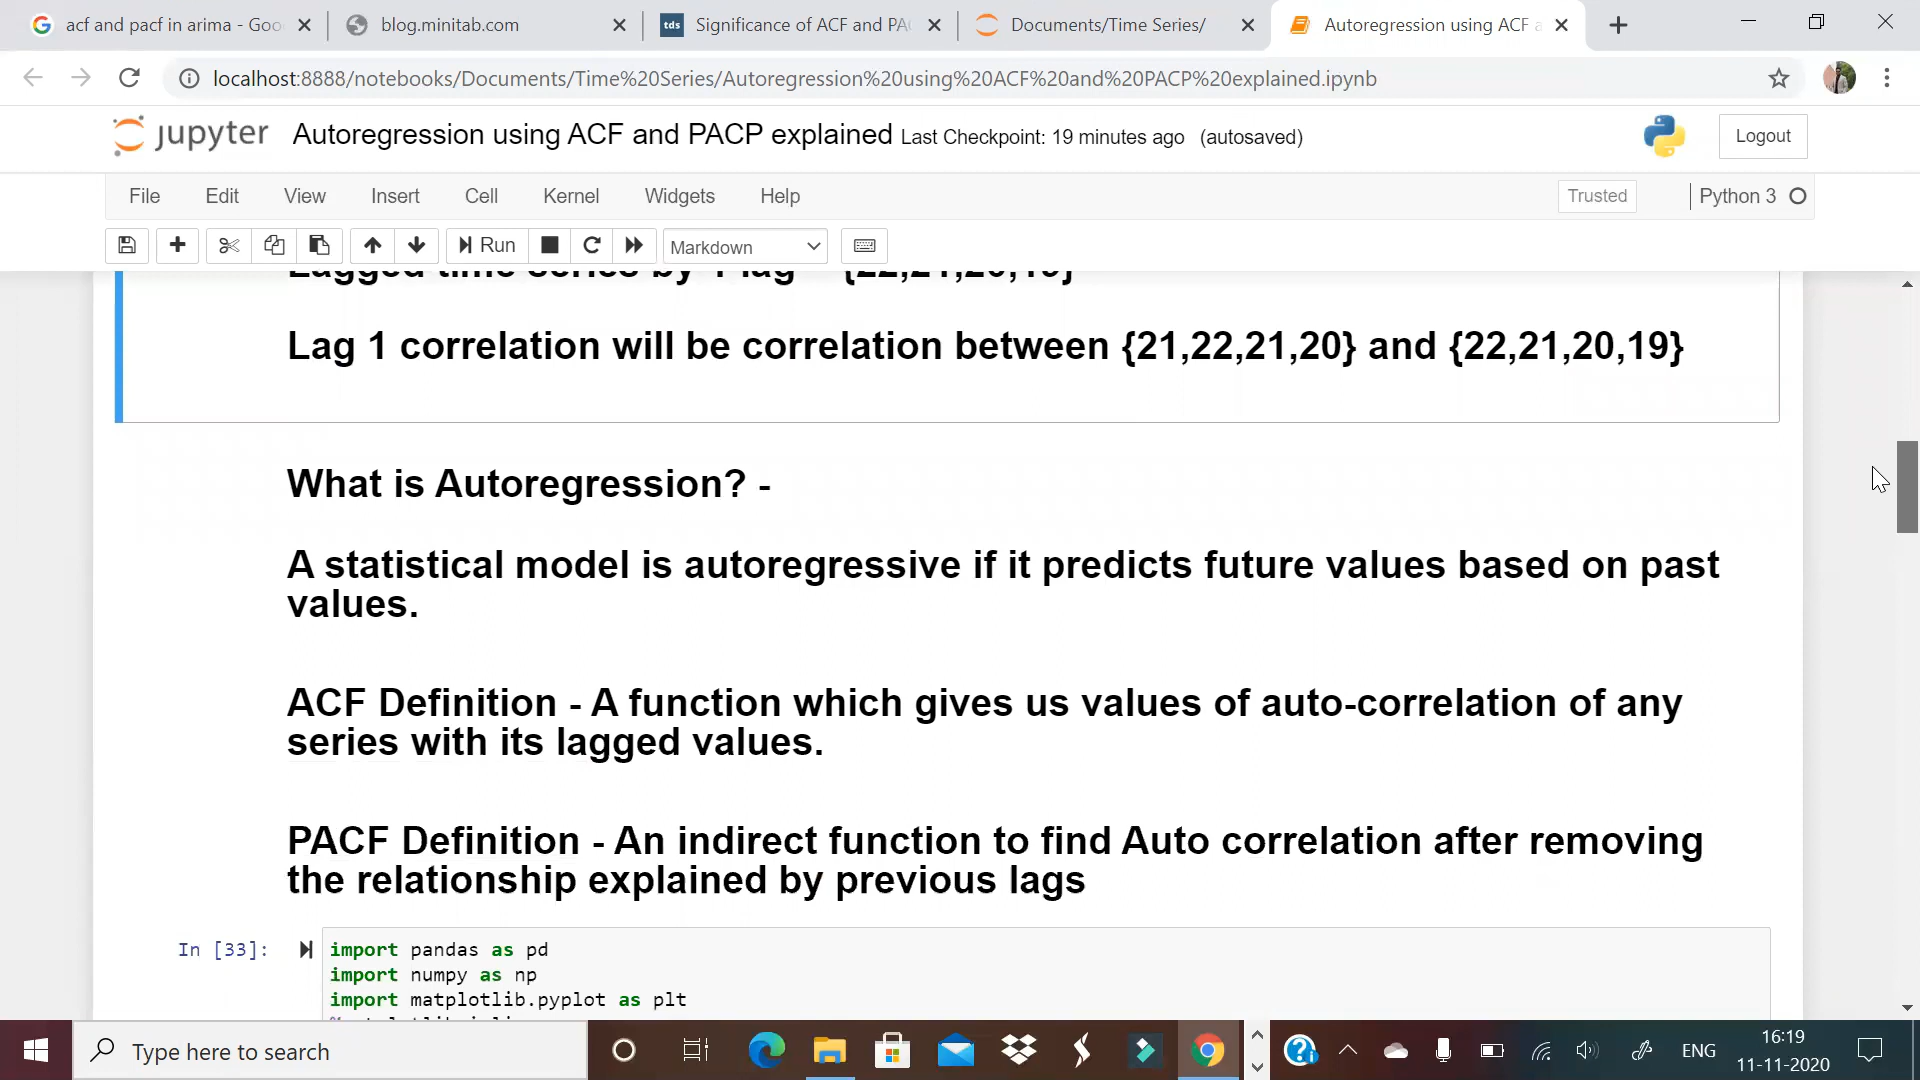 acf and pacf in arima - Goo
blog.minitab.com
tds Significance of ACF and PA
Documents/Time Series/
Autoregression using ACF a
localhost:8888/notebooks/Documents/Time%20Series/Autoregression%20using%20ACF%20and%20PACP%20explained.ipynb
jupyter Autoregression using ACF and PACP explained Last Checkpoint: 19 minutes ago (autosaved)
Logout
File Edit View Insert Cell Kernel Widgets Help
Trusted
Python 3
Run
Markdown
Lagged time series by 1 lag
Lag 1 correlation will be correlation between {21,22,21,20} and {22,21,20,19}
What is Autoregression? -
A statistical model is autoregressive if it predicts future values based on past
values.
ACF Definition - A function which gives us values of auto-correlation of any
series with its lagged values.
PACF Definition - An indirect function to find Auto correlation after removing
the relationship explained by previous lags
In [33]:
import pandas as pd
import numpy as np
import matplotlib.pyplot as plt
Type here to search
ENG
16:19
11-11-2020